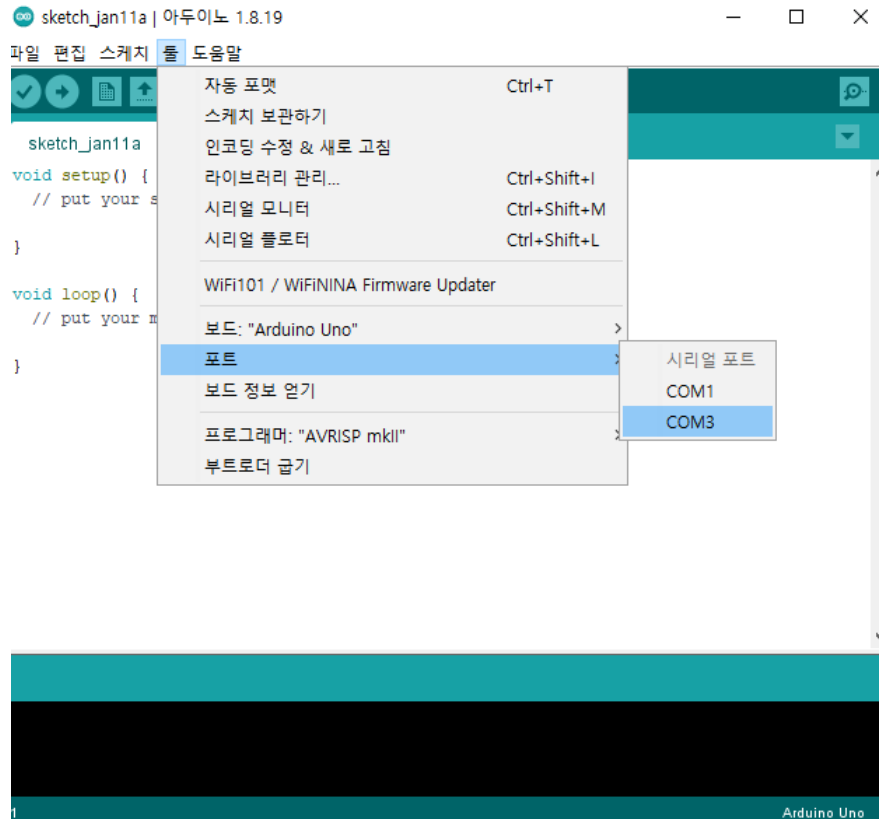 sketch_jan11a | 아두이노 1.8.19
파일 편집 스케치 툴 도움말
자동 포맷 Ctrl+T
스케치 보관하기
sketch_jan11a
인코딩 수정 & 새로 고침
void setup() {
라이브러리 관리... Ctrl+Shift+I
// put your s
시리얼 모니터 Ctrl+Shift+M
시리얼 플로터 Ctrl+Shift+L
}
WiFi101 / WiFiNINA Firmware Updater
void loop() {
// put your m
보드: "Arduino Uno"
포트
시리얼 포트
}
보드 정보 얻기
COM1
COM3
프로그래머: "AVRISP mkII"
부트로더 굽기
1
Arduino Uno